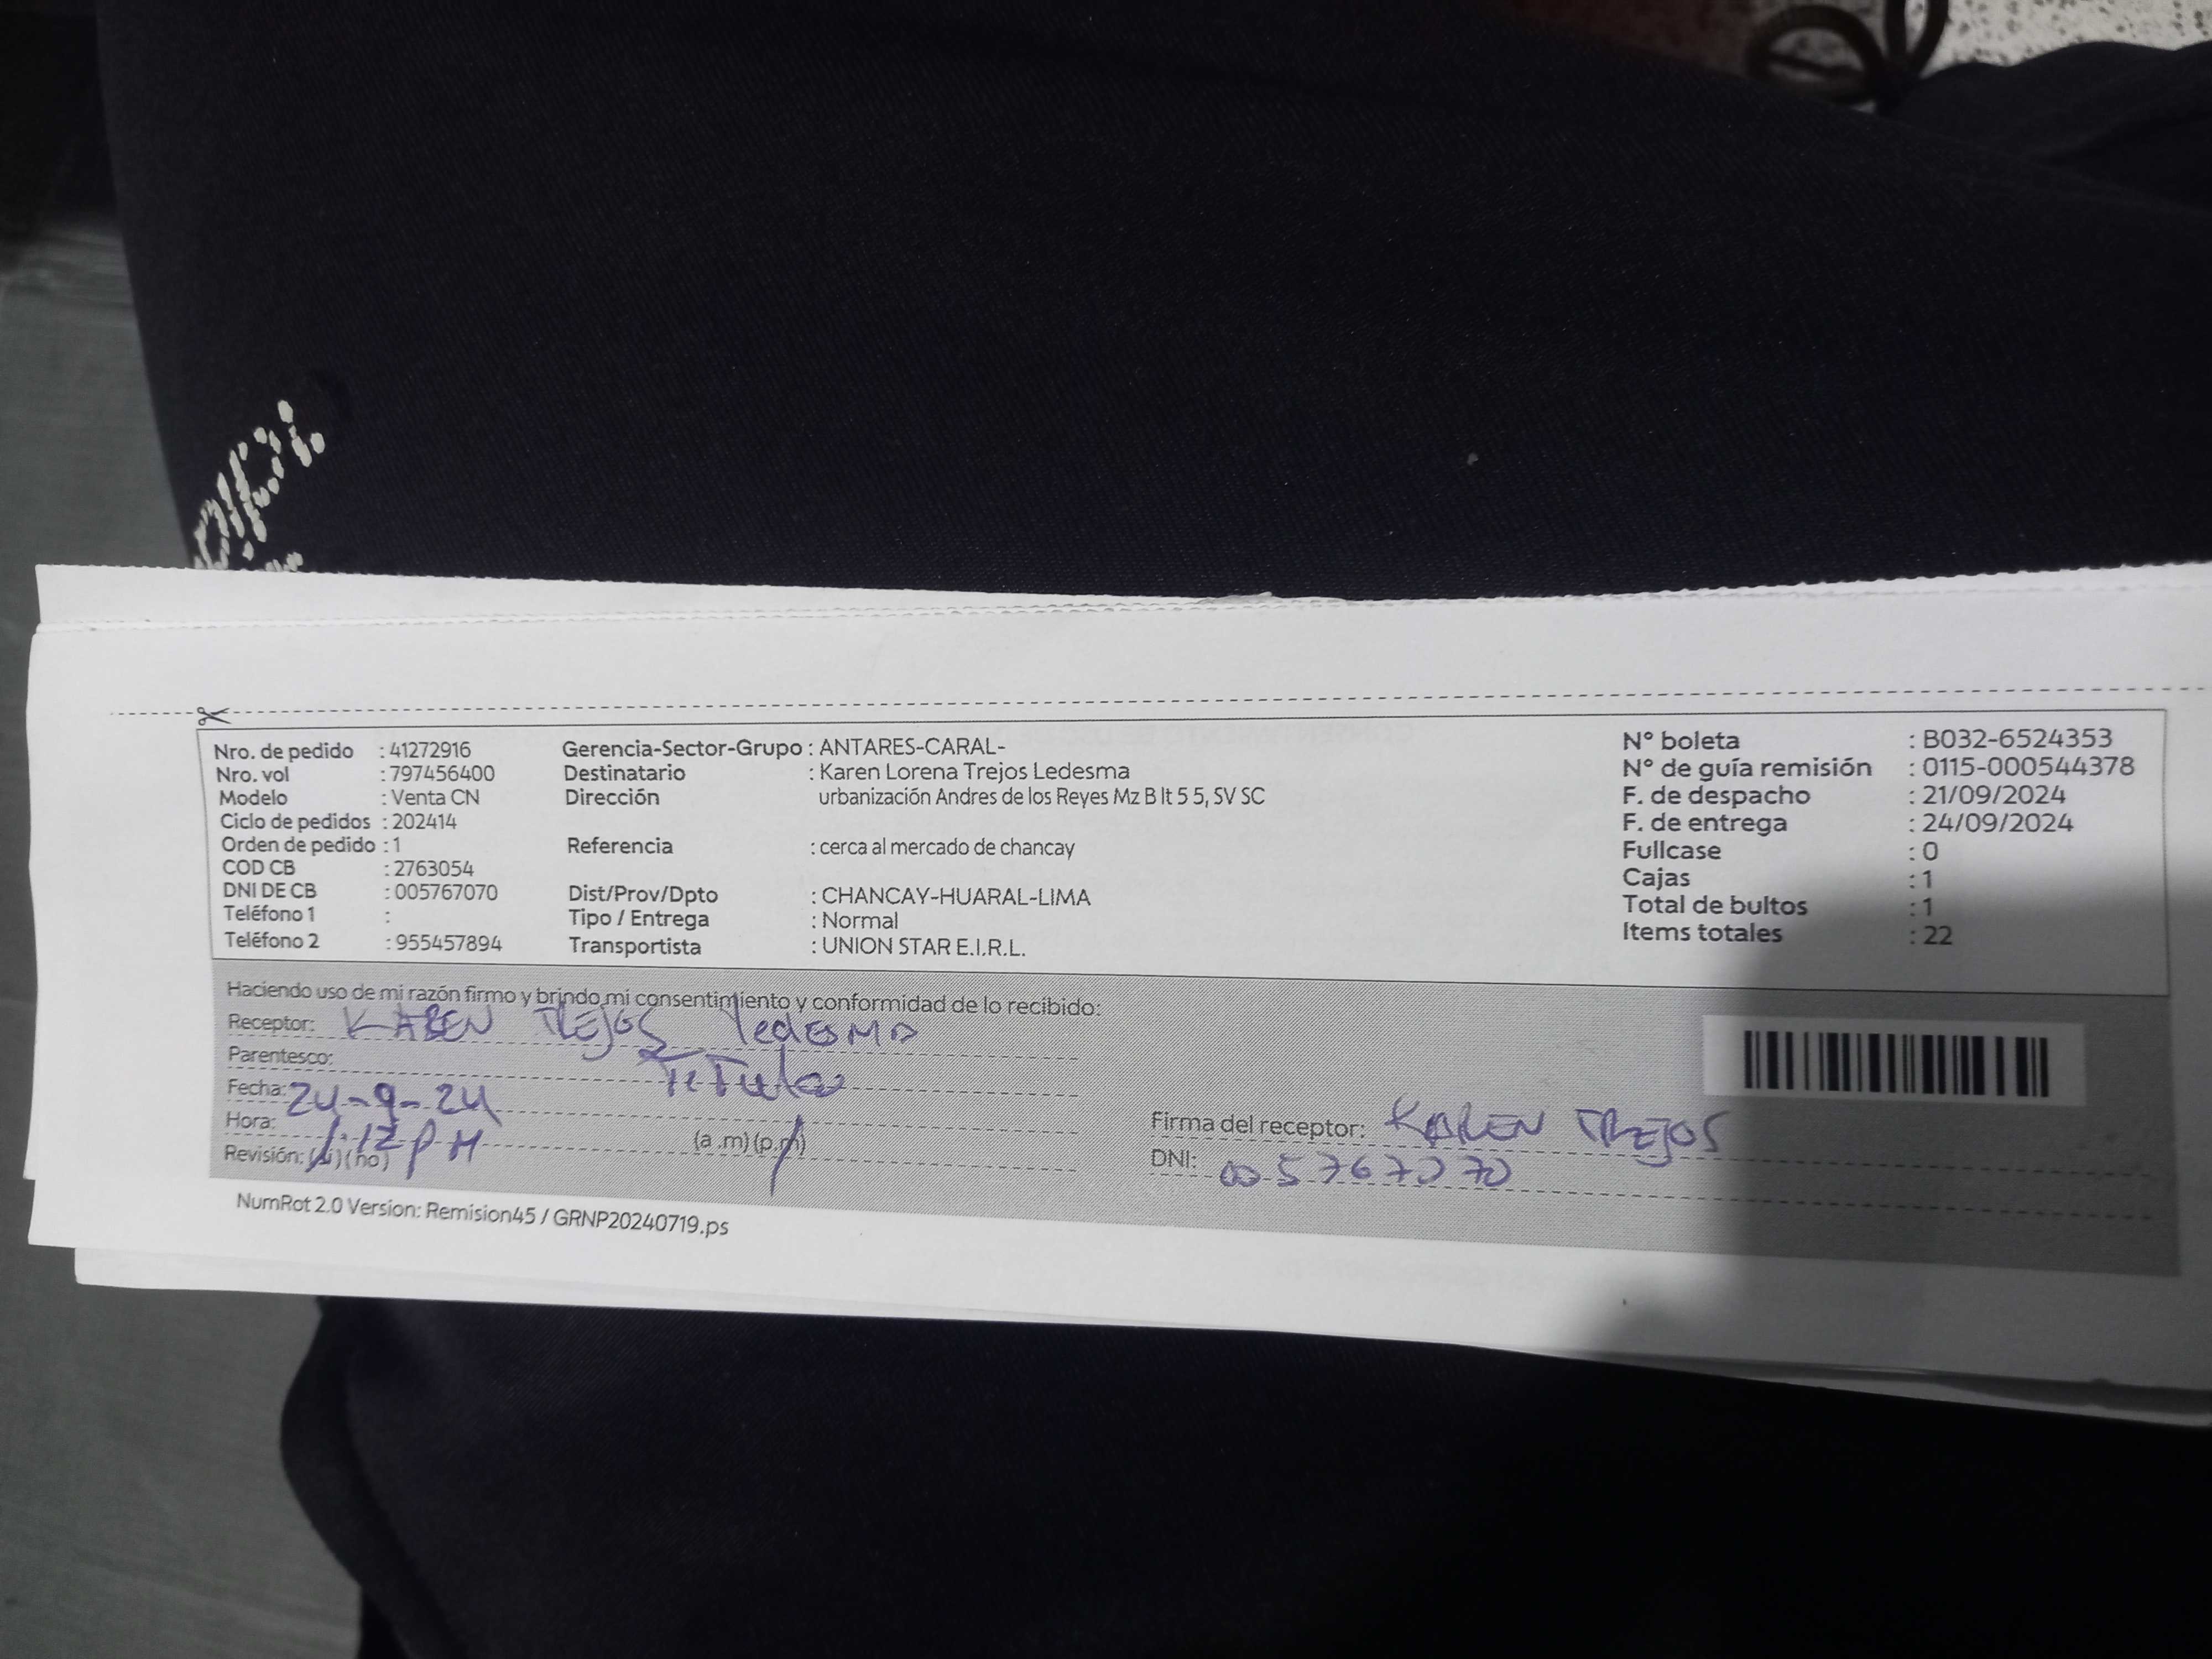 Nro. de pedido : 41272916
Nro. vol : 797456400
Modelo : Venta CN
Ciclo de pedidos : 202414
Orden de pedido : 1
COD CB : 2763054
DNI DE CB : 005767070
Teléfono 1 :
Teléfono 2 : 955457894
Gerencia-Sector-Grupo : ANTARES-CARAL-
Destinatario : Karen Lorena Trejos Ledesma
Dirección urbanización Andres de los Reyes Mz B lt 5 5, SV SC
Referencia : cerca al mercado de chancay
Dist/Prov/Dpto : CHANCAY-HUARAL-LIMA
Tipo / Entrega : Normal
Transportista : UNION STAR E.I.R.L.
N° boleta : B032-6524353
N° de guía remisión : 0115-000544378
F. de despacho : 21/09/2024
F. de entrega : 24/09/2024
Fullcase : 0
Cajas : 1
Total de bultos : 1
Items totales : 22
Haciendo uso de mi razón firmo y brindo mi consentimiento y conformidad de lo recibido:
Receptor: KAREN TREJOS LedESMA
Parentesco: TiTular
Fecha: 24-9-24
Hora: 1:12 PM (a.m) (p.m)
Revisión: (si) (no)
Firma del receptor: KAREN TREJOS
DNI: 005767070
NumRot 2.0 Version: Remision45 / GRNP20240719.ps